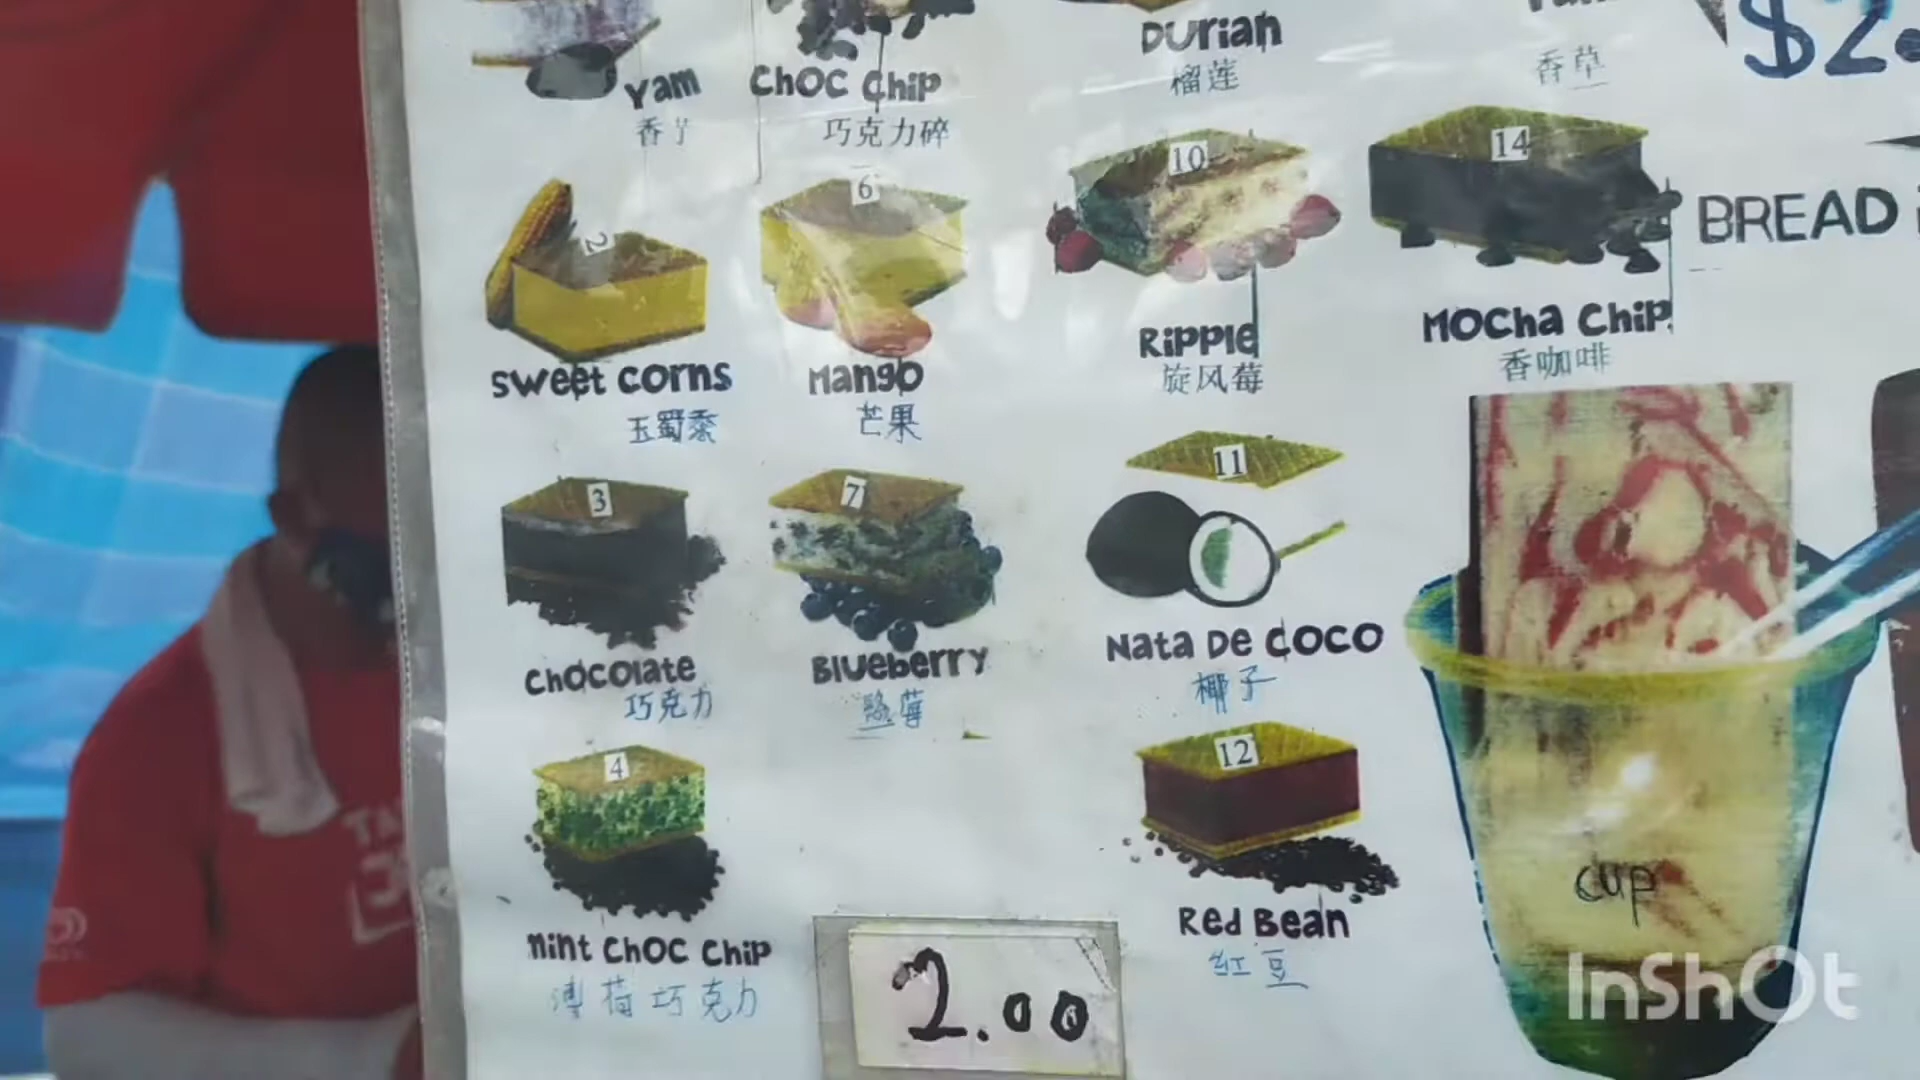 Yam
香芋
Choc Chip
巧克力碎
Durian
榴莲
香草
$2.
2
Sweet Corns
玉蜀黍
6
Mango
芒果
10
Ripple
旋风莓
14
Mocha Chip
香咖啡
BREAD
3
Chocolate
巧克力
7
Blueberry
11
Nata De Coco
椰子
4
Mint Choc Chip
薄荷巧克力
12
Red Bean
红豆
2.00
cup
InShOt